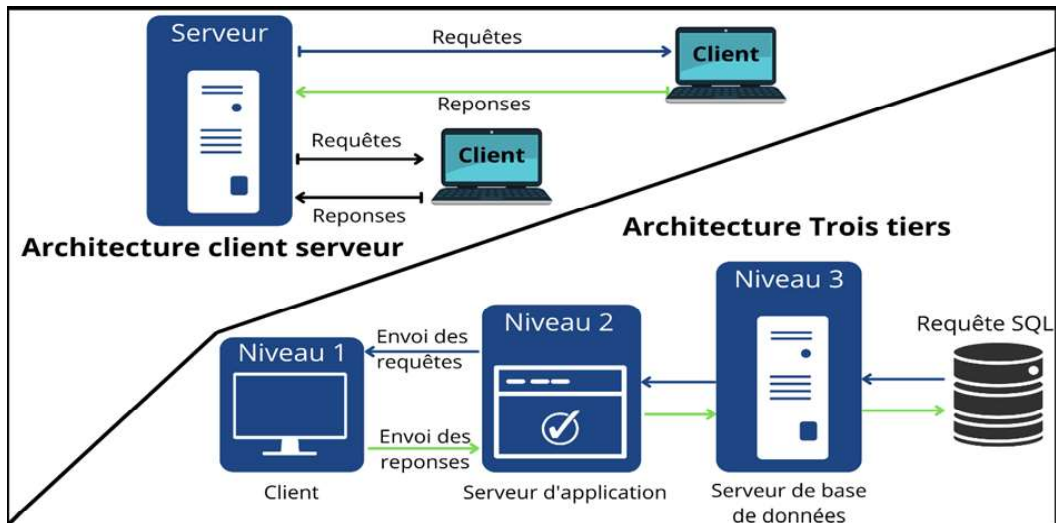 Serveur
Requêtes
Client
Reponses
Requêtes
Client
Reponses
Architecture client serveur
Architecture Trois tiers
Niveau 1
Envoi des
requêtes
Envoi des
reponses
Client
Niveau 2
Serveur d'application
Niveau 3
Serveur de base
de données
Requête SQL